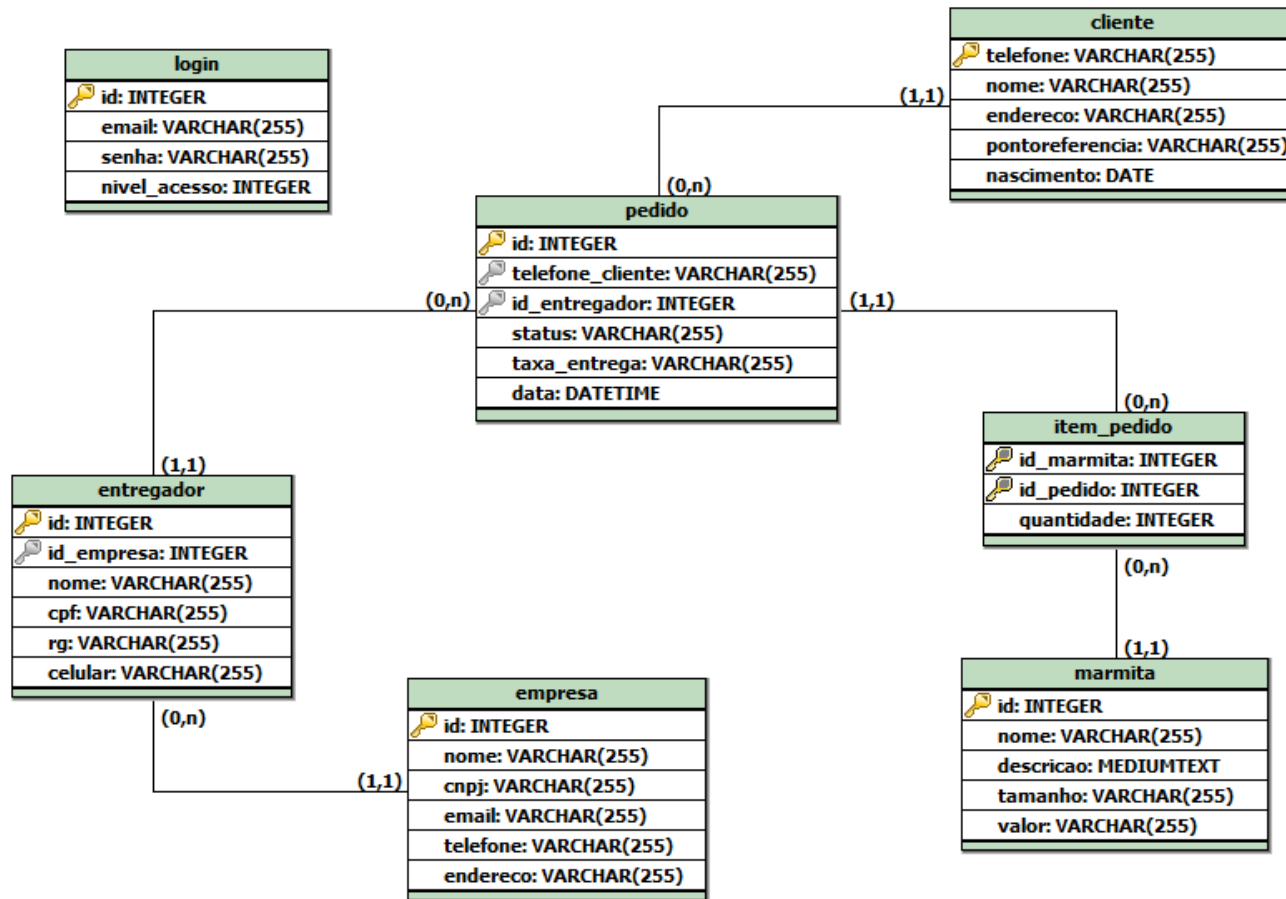 cliente
telefone: VARCHAR(255)
nome: VARCHAR(255)
endereco: VARCHAR(255)
pontoreferencia: VARCHAR(255)
nascimento: DATE
login
id: INTEGER
email: VARCHAR(255)
senha: VARCHAR(255)
nivel_acesso: INTEGER
(1,1)
(0,n)
pedido
id: INTEGER
telefone_cliente: VARCHAR(255)
id_entregador: INTEGER
status: VARCHAR(255)
taxa_entrega: VARCHAR(255)
data: DATETIME
(0,n)
(1,1)
(0,n)
item_pedido
id_marmita: INTEGER
id_pedido: INTEGER
quantidade: INTEGER
(0,n)
(1,1)
entregador
id: INTEGER
id_empresa: INTEGER
nome: VARCHAR(255)
cpf: VARCHAR(255)
rg: VARCHAR(255)
celular: VARCHAR(255)
(0,n)
(1,1)
empresa
id: INTEGER
nome: VARCHAR(255)
cnpj: VARCHAR(255)
email: VARCHAR(255)
telefone: VARCHAR(255)
endereco: VARCHAR(255)
(1,1)
marmita
id: INTEGER
nome: VARCHAR(255)
descricao: MEDIUMTEXT
tamanho: VARCHAR(255)
valor: VARCHAR(255)